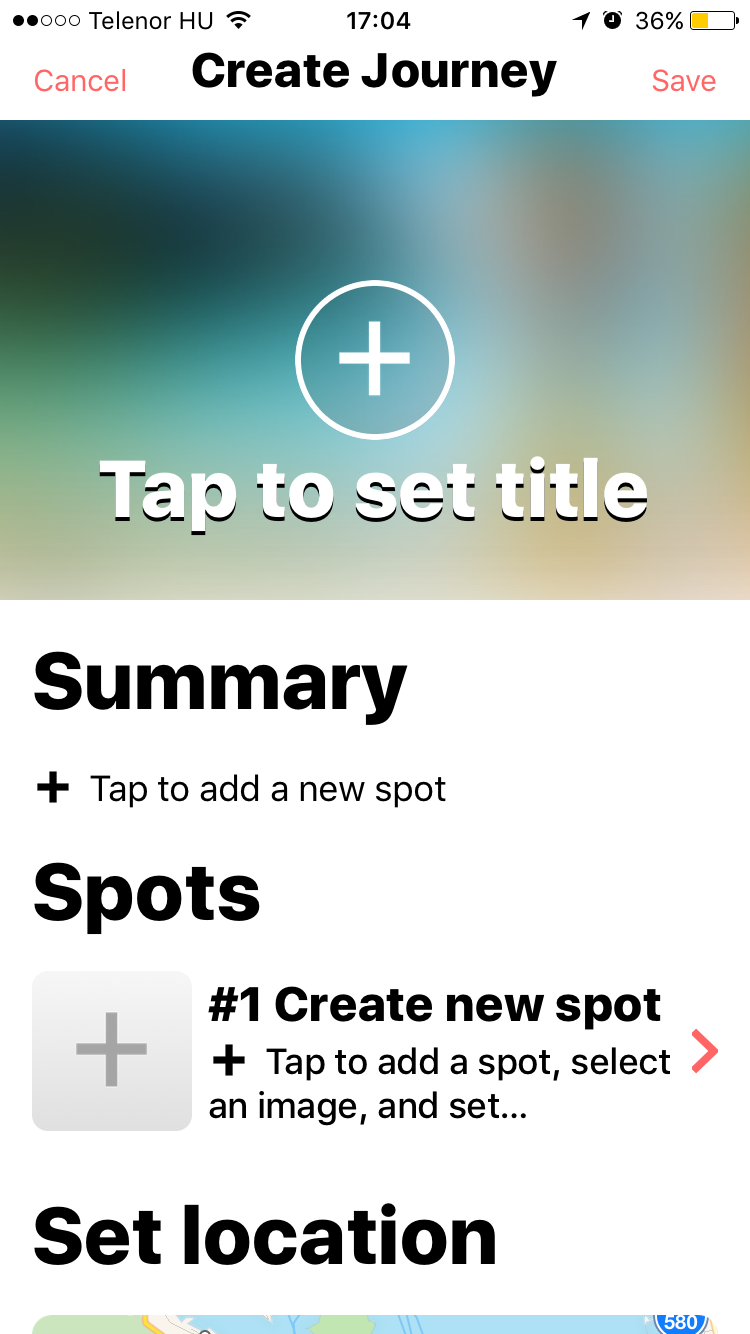 Telenor HU 17:04 36%
Cancel Create Journey Save
Tap to set title
Summary
Tap to add a new spot
Spots
#1 Create new spot
Tap to add a spot, select
an image, and set...
Set location
580